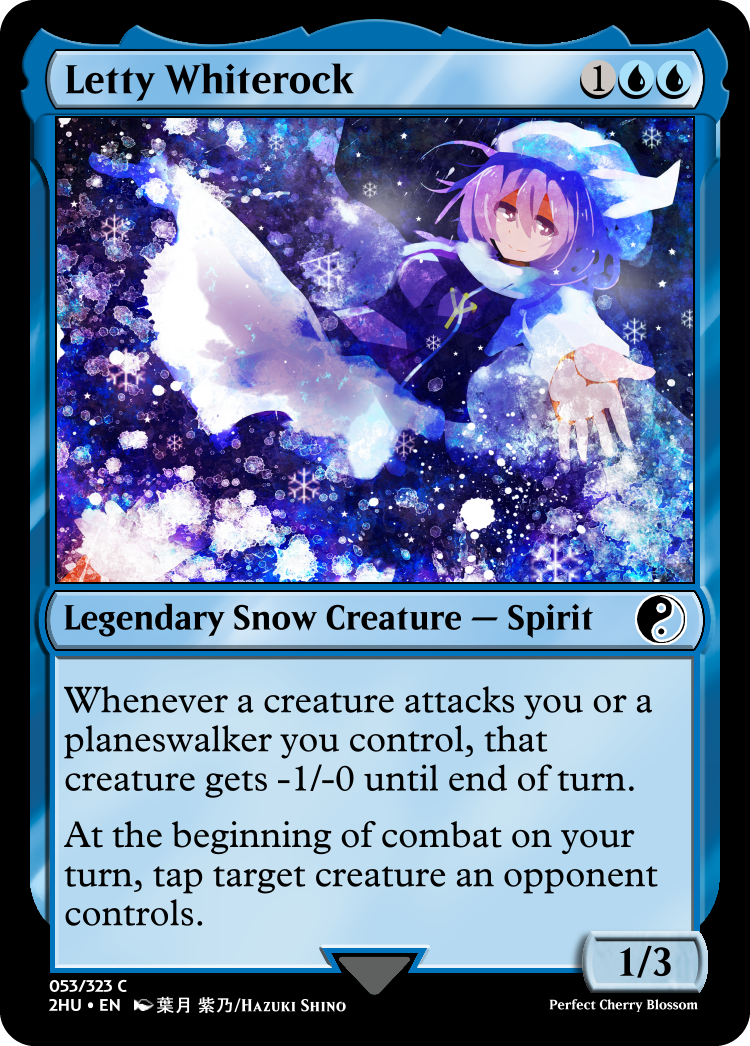 Letty Whiterock 1
Legendary Snow Creature — Spirit
Whenever a creature attacks you or a
planeswalker you control, that
creature gets -1/-0 until end of turn.
At the beginning of combat on your
turn, tap target creature an opponent
controls.
1/3
053/323 C
2HU • EN 葉月 紫乃/Hazuki Shino
Perfect Cherry Blossom